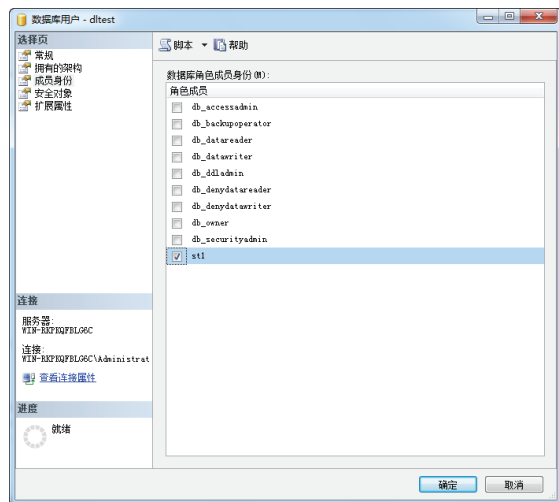 数据库用户 - dltest
选择页
常规
拥有的架构
成员身份
安全对象
扩展属性
脚本 帮助
数据库角色成员身份(M):
角色成员
db_accessadmin
db_backupoperator
db_datareader
db_datawriter
db_ddladmin
db_denydatareader
db_denydatawriter
db_owner
db_securityadmin
st1
连接
服务器:
WIN-RKPEQFBLG6C
连接:
WIN-RKPEQFBLG6C\Administrat
查看连接属性
进度
就绪
确定 取消